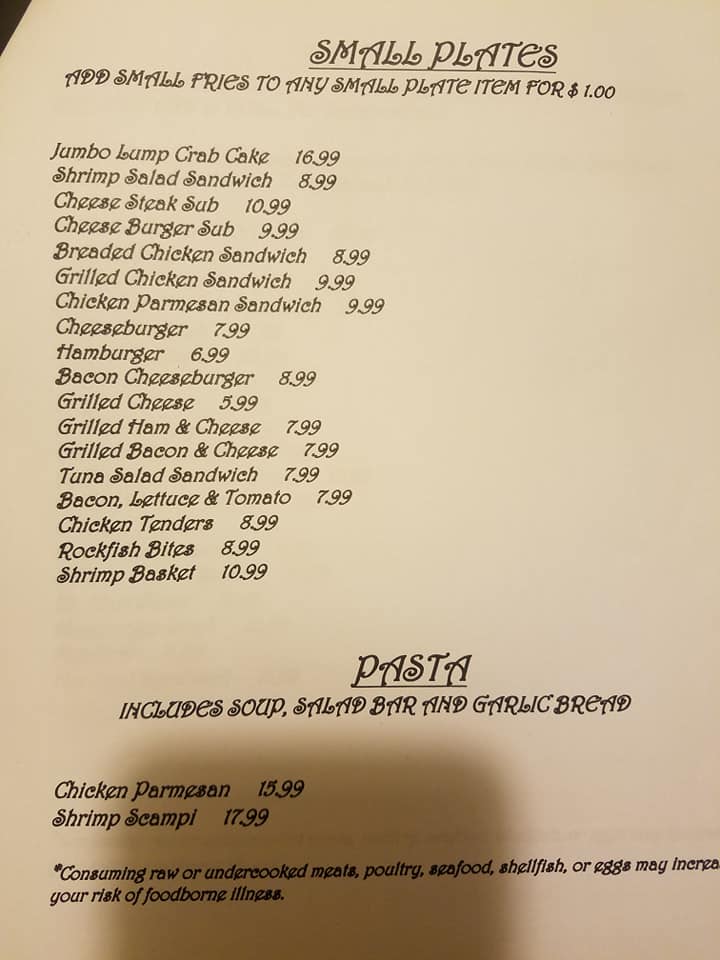 SMALL PLATES
ADD SMALL FRIES TO ANY SMALL PLATE ITEM FOR $ 1.00
Jumbo Lump Crab Cake 16.99
Shrimp Salad Sandwich 8.99
Cheese Steak Sub 10.99
Cheese Burger Sub 9.99
Breaded Chicken Sandwich 8.99
Grilled Chicken Sandwich 9.99
Chicken Parmesan Sandwich 9.99
Cheeseburger 7.99
Hamburger 6.99
Bacon Cheeseburger 8.99
Grilled Cheese 5.99
Grilled Ham & Cheese 7.99
Grilled Bacon & Cheese 7.99
Tuna Salad Sandwich 7.99
Bacon, Lettuce & Tomato 7.99
Chicken Tenders 8.99
Rockfish Bites 8.99
Shrimp Basket 10.99
PASTA
INCLUDES SOUP, SALAD BAR AND GARLIC BREAD
Chicken Parmesan 15.99
Shrimp Scampi 17.99
*Consuming raw or undercooked meats, poultry, seafood, shellfish, or eggs may increa
your risk of foodborne illness.